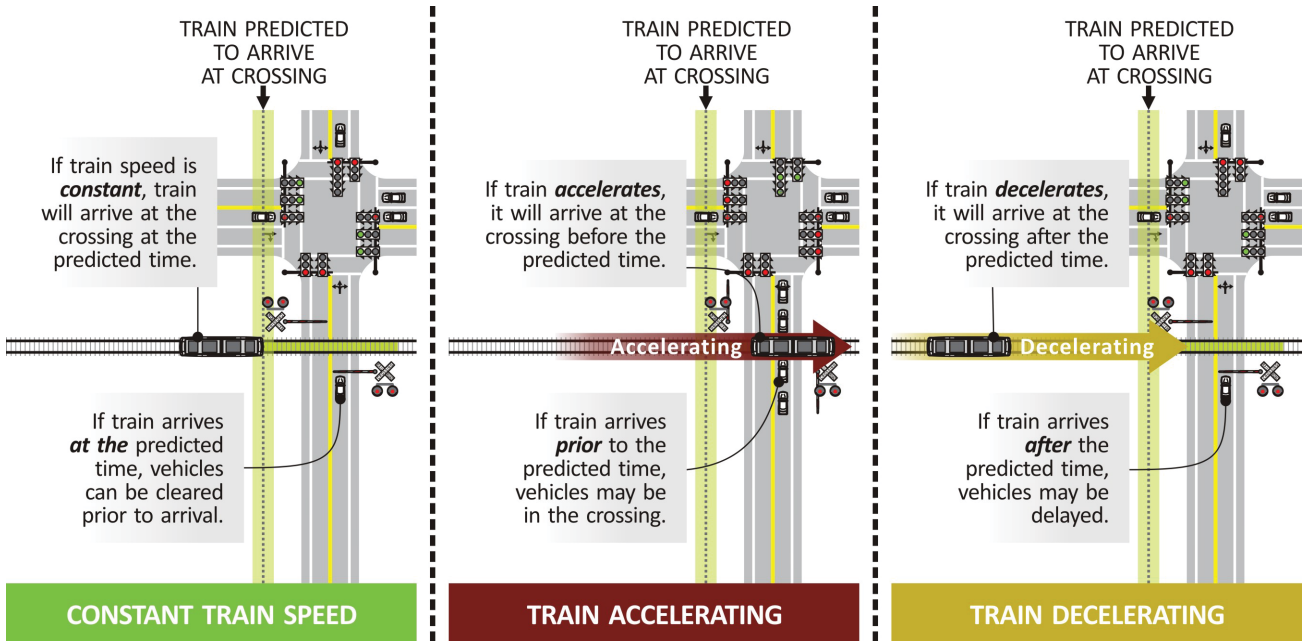 TRAIN PREDICTED
TO ARRIVE
AT CROSSING
If train speed is
constant, train
will arrive at the
crossing at the
predicted time.
If train arrives
at the predicted
time, vehicles
can be cleared
prior to arrival.
CONSTANT TRAIN SPEED
TRAIN PREDICTED
TO ARRIVE
AT CROSSING
If train accelerates,
it will arrive at the
crossing before the
predicted time.
Accelerating
If train arrives
prior to the
predicted time,
vehicles may be
in the crossing.
TRAIN ACCELERATING
TRAIN PREDICTED
TO ARRIVE
AT CROSSING
If train decelerates,
it will arrive at the
crossing after the
predicted time.
Decelerating
If train arrives
after the
predicted time,
vehicles may be
delayed.
TRAIN DECELERATING